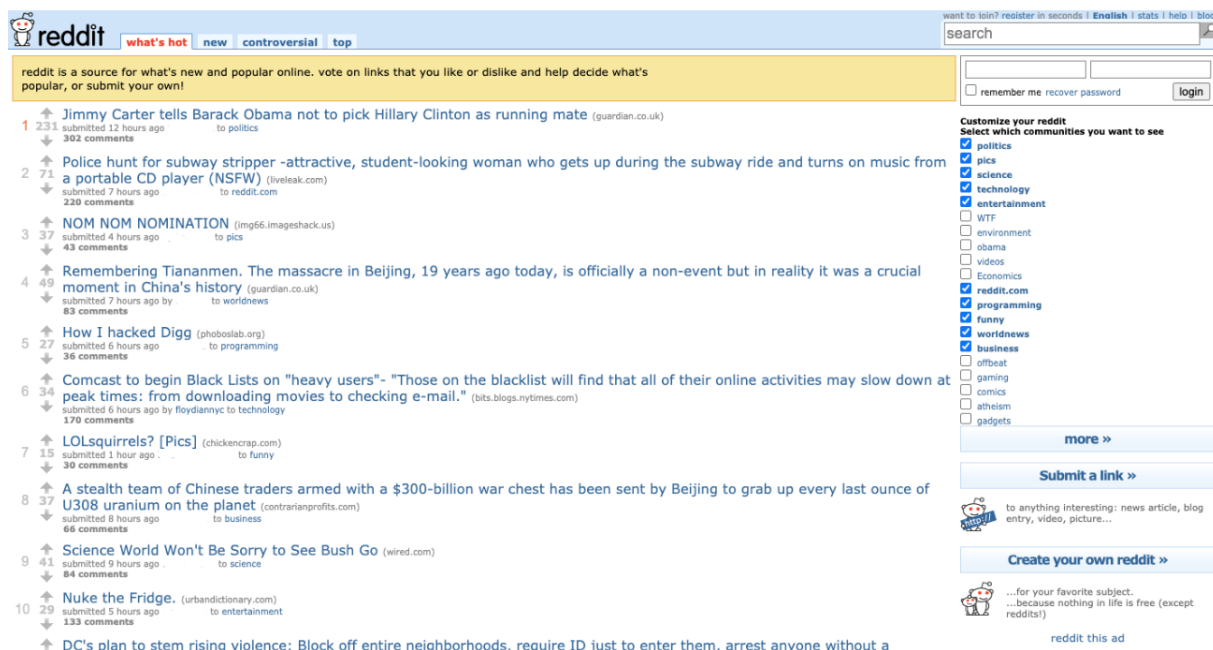 want to join? register in seconds | English | stats | help | blog
reddit what's hot new controversial top
search
reddit is a source for what's new and popular online. vote on links that you like or dislike and help decide what's
popular, or submit your own!
1 231 Jimmy Carter tells Barack Obama not to pick Hillary Clinton as running mate (guardian.co.uk)
submitted 12 hours ago to politics
302 comments
2 71 Police hunt for subway stripper -attractive, student-looking woman who gets up during the subway ride and turns on music from
a portable CD player (NSFW) (liveleak.com)
submitted 7 hours ago to reddit.com
220 comments
3 37 NOM NOM NOMINATION (img66.imageshack.us)
submitted 4 hours ago to pics
43 comments
4 49 Remembering Tiananmen. The massacre in Beijing, 19 years ago today, is officially a non-event but in reality it was a crucial
moment in China's history (guardian.co.uk)
submitted 7 hours ago by to worldnews
83 comments
5 27 How I hacked Digg (phoboslab.org)
submitted 6 hours ago to programming
36 comments
6 34 Comcast to begin Black Lists on "heavy users"- "Those on the blacklist will find that all of their online activities may slow down at
peak times: from downloading movies to checking e-mail." (bits.blogs.nytimes.com)
submitted 6 hours ago by floydiannyc to technology
170 comments
7 15 LOLsquirrels? [Pics] (chickencrap.com)
submitted 1 hour ago to funny
30 comments
8 37 A stealth team of Chinese traders armed with a $300-billion war chest has been sent by Beijing to grab up every last ounce of
U308 uranium on the planet (contrarianprofits.com)
submitted 8 hours ago to business
66 comments
9 41 Science World Won't Be Sorry to See Bush Go (wired.com)
submitted 9 hours ago to science
84 comments
10 29 Nuke the Fridge. (urbandictionary.com)
submitted 5 hours ago to entertainment
133 comments
DC's plan to stem rising violence: Block off entire neighborhoods, require ID just to enter them, arrest anyone without a
remember me recover password login
Customize your reddit
Select which communities you want to see
politics
pics
science
technology
entertainment
WTF
environment
obama
videos
Economics
reddit.com
programming
funny
worldnews
business
offbeat
gaming
comics
atheism
gadgets
more »
Submit a link »
http://
to anything interesting: news article, blog
entry, video, picture...
Create your own reddit »
...for your favorite subject.
...because nothing in life is free (except
reddits!)
reddit this ad